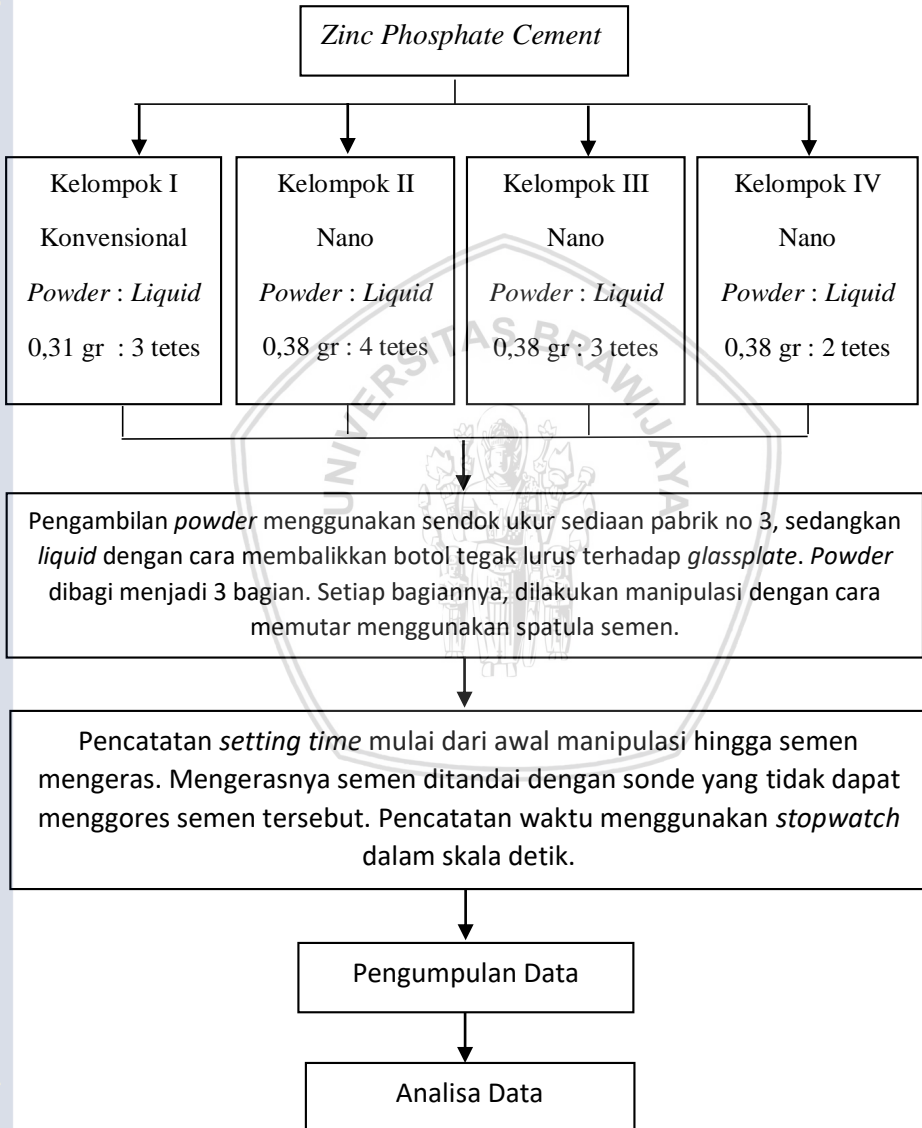 Zinc Phosphate Cement
Kelompok I
Konvensional
Powder : Liquid
0,31 gr : 3 tetes
Kelompok II
Nano
Powder : Liquid
0,38 gr : 4 tetes
Kelompok III
Nano
Powder : Liquid
0,38 gr : 3 tetes
Kelompok IV
Nano
Powder : Liquid
0,38 gr : 2 tetes
UNIVERSITAS BRAWIJAYA
Pengambilan powder menggunakan sendok ukur sediaan pabrik no 3, sedangkan
liquid dengan cara membalikkan botol tegak lurus terhadap glassplate. Powder
dibagi menjadi 3 bagian. Setiap bagiannya, dilakukan manipulasi dengan cara
memutar menggunakan spatula semen.
Pencatatan setting time mulai dari awal manipulasi hingga semen
mengeras. Mengerasnya semen ditandai dengan sonde yang tidak dapat
menggores semen tersebut. Pencatatan waktu menggunakan stopwatch
dalam skala detik.
Pengumpulan Data
Analisa Data